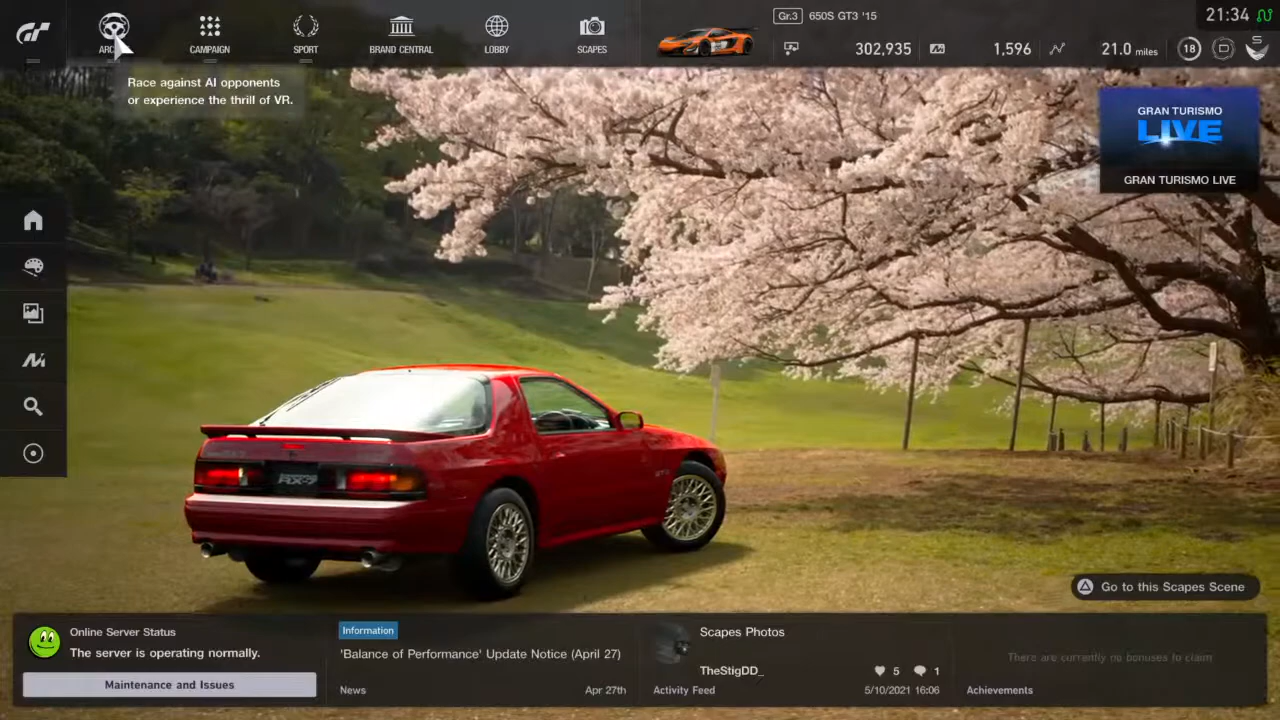 Gr.3 650S GT3 '15
21:34
ARC
CAMPAIGN
SPORT
BRAND CENTRAL
LOBBY
SCAPES
302,935
1,596
21.0 miles
18
S
Race against AI opponents
or experience the thrill of VR.
GRAN TURISMO
LIVE
GRAN TURISMO LIVE
RX-7
Go to this Scapes Scene
Online Server Status
The server is operating normally.
Maintenance and Issues
Information
'Balance of Performance' Update Notice (April 27)
News
Apr 27th
Scapes Photos
TheStigDD_
5
1
Activity Feed
5/10/2021 16:06
There are currently no bonuses to claim
Achievements